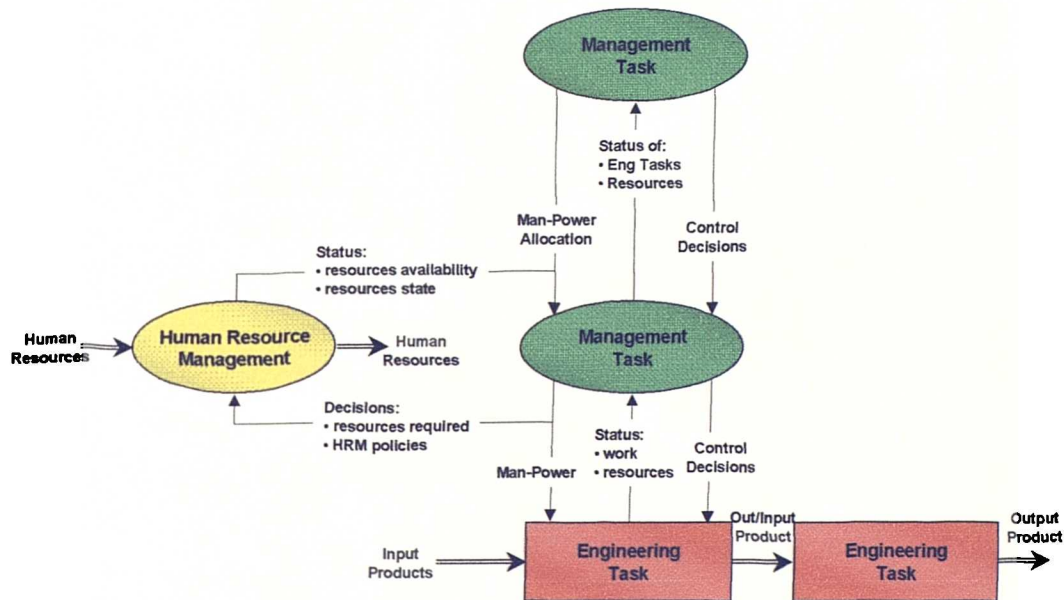 Management
Task
Status of:
• Eng Tasks
• Resources
Man-Power
Allocation
Control
Decisions
Status:
• resources availability
• resources state
Human
Resources
Human Resource
Management
Human
Resources
Management
Task
Decisions:
• resources required
• HRM policies
Status:
• work
• resources
Control
Decisions
Man-Power
Input
Products
Engineering
Task
Out/Input
Product
Engineering
Task
Output
Product